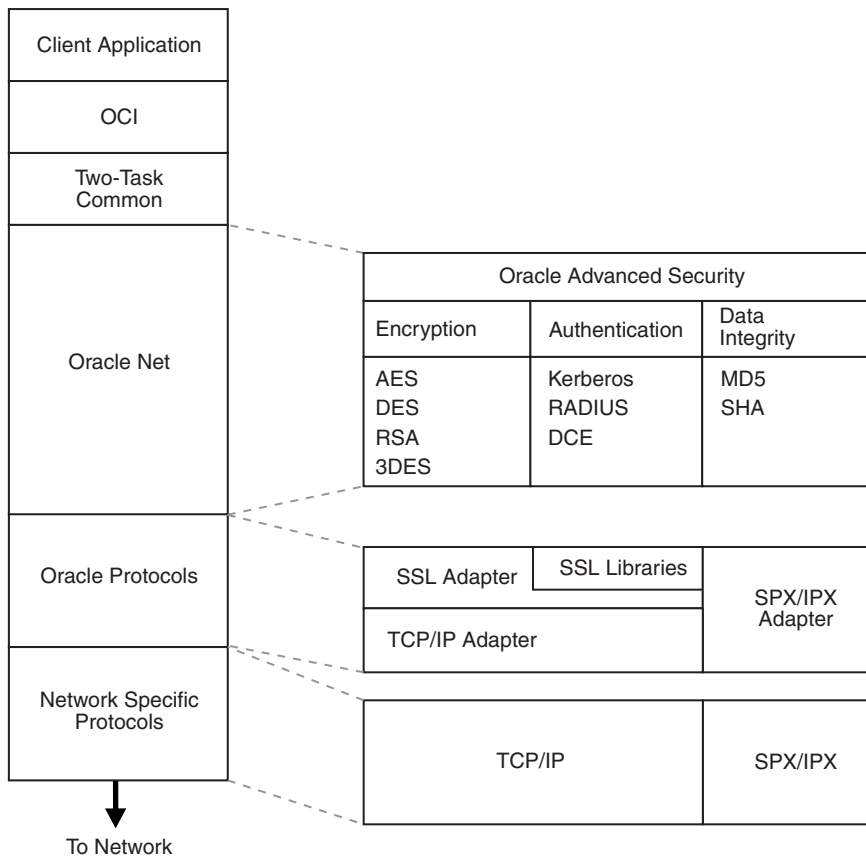 Client Application
OCI
Two-Task
Common
Oracle Net
Oracle Protocols
Network Specific
Protocols
To Network
Oracle Advanced Security
Encryption
Authentication
Data
Integrity
AES
DES
RSA
3DES
Kerberos
RADIUS
DCE
MD5
SHA
SSL Adapter
SSL Libraries
TCP/IP Adapter
SPX/IPX
Adapter
TCP/IP
SPX/IPX